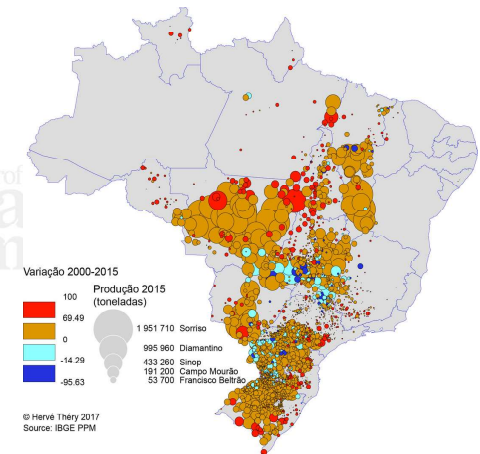 of
Variação 2000-2015
100
69.49
0
-14.29
-95.63
Produção 2015
(toneladas)
1 951 710 Sorriso
995 960 Diamantino
433 260 Sinop
191 200 Campo Mourão
53 700 Francisco Beltrão
© Hervé Théry 2017
Source: IBGE PPM